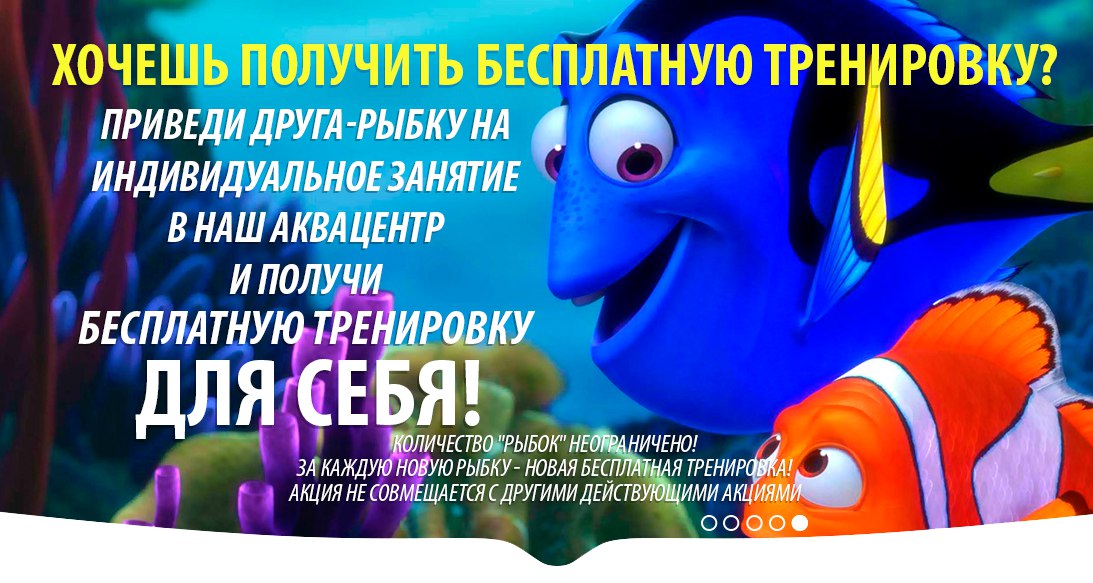 ХОЧЕШЬ ПОЛУЧИТЬ БЕСПЛАТНУЮ ТРЕНИРОВКУ?
ПРИВЕДИ ДРУГА-РЫБКУ НА
ИНДИВИДУАЛЬНОЕ ЗАНЯТИЕ
В НАШ АКВАЦЕНТР
И ПОЛУЧИ
БЕСПЛАТНУЮ ТРЕНИРОВКУ
ДЛЯ СЕБЯ!
КОЛИЧЕСТВО "РЫБОК" НЕОГРАНИЧЕНО!
ЗА КАЖДУЮ НОВУЮ РЫБКУ - НОВАЯ БЕСПЛАТНАЯ ТРЕНИРОВКА!
АКЦИЯ НЕ СОВМЕЩАЕТСЯ С ДРУГИМИ ДЕЙСТВУЮЩИМИ АКЦИЯМИ